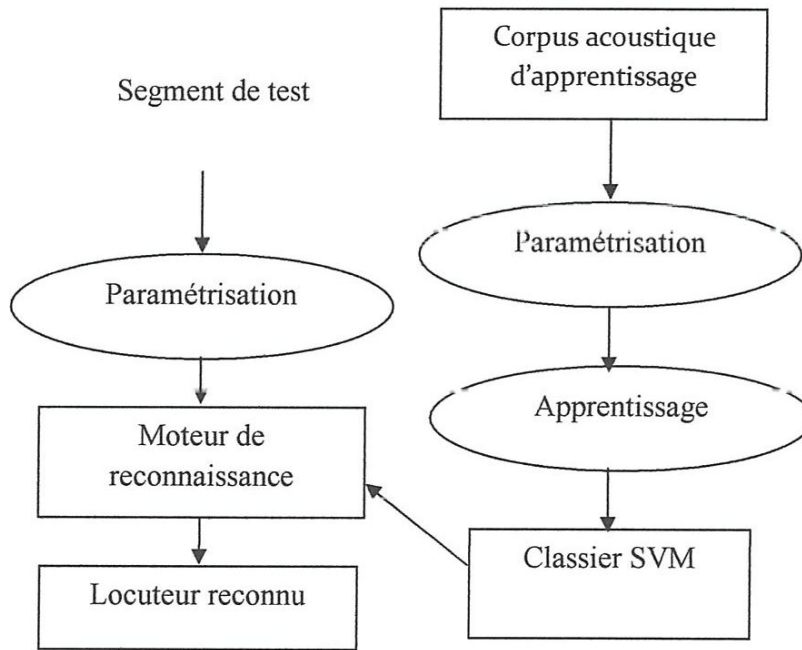 Corpus acoustique
d'apprentissage
Segment de test
Paramétrisation
Paramétrisation
Apprentissage
Moteur de
reconnaissance
Classier SVM
Locuteur reconnu